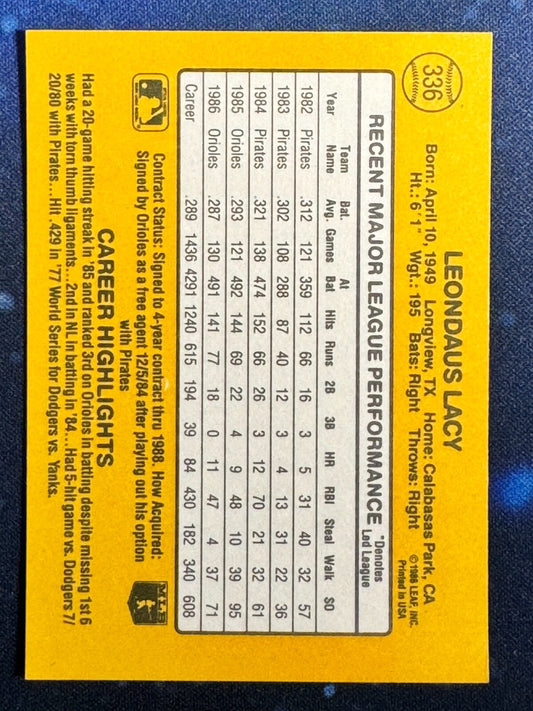 336
LEONDAUS LACY
Born: April 10, 1949 Longview, TX Home: Calabasas Park, CA
Ht.: 6' 1" Wgt.: 195 Bats: Right Throws: Right
©1986 LEAF, INC.
Printed in USA
RECENT MAJOR LEAGUE PERFORMANCE *Denotes Led League
Year Team Name Bat. Avg. Games At Bat Hits Runs 2B 3B HR RBI Steal Walk SO
1982 Pirates .312 121 359 112 66 16 3 5 31 40 32 57
1983 Pirates .302 108 288 87 40 12 3 4 13 31 22 36
1984 Pirates .321 138 474 152 66 26 3 12 70 21 32 61
1985 Orioles .293 121 492 144 69 22 4 9 48 10 39 95
1986 Orioles .287 130 491 141 77 18 0 11 47 4 37 71
Career .289 1436 4291 1240 615 194 39 84 430 182 340 608
Contract Status: Signed to 4-year contract thru 1988. How Acquired:
Signed by Orioles as a free agent 12/5/84 after playing out his option
with Pirates
MLB
CAREER HIGHLIGHTS
Had a 20-game hitting streak in '85 and ranked 3rd on Orioles in batting despite missing 1st 6
weeks with torn thumb ligaments...2nd in NL in batting in '84...Had 5-hit game vs. Dodgers 7/
20/80 with Pirates...Hit .429 in '77 World Series for Dodgers vs. Yanks.